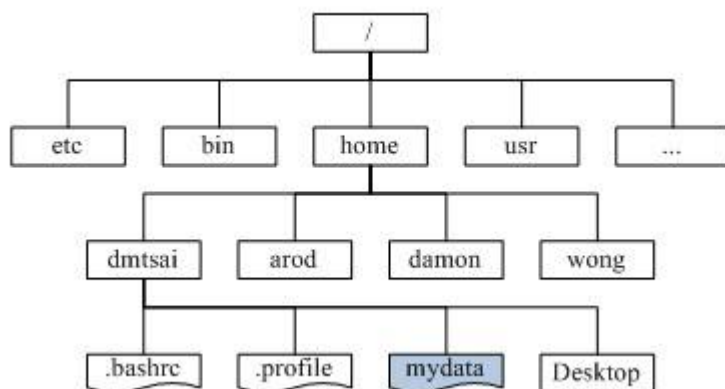 /
etc bin home usr ...
dmtsai arod damon wong
.bashrc .profile mydata Desktop